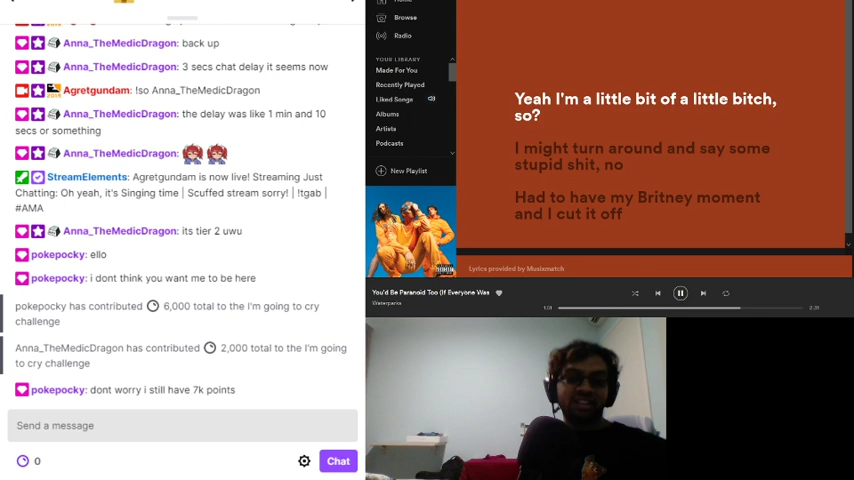 Anna_TheMedicDragon: back up
Anna_TheMedicDragon: 3 secs chat delay it seems now
Agretgundam: !so Anna_TheMedicDragon
Anna_TheMedicDragon: the delay was like 1 min and 10
secs or something
Anna_TheMedicDragon:
StreamElements: Agretgundam is now live! Streaming Just
Chatting: Oh yeah, it's Singing time | Scuffed stream sorry! | !tgab |
#AMA
Anna_TheMedicDragon: its tier 2 uwu
pokepocky: ello
pokepocky: i dont think you want me to be here
pokepocky has contributed 6,000 total to the I'm going to cry
challenge
Anna_TheMedicDragon has contributed 2,000 total to the I'm going
to cry challenge
pokepocky: dont worry i still have 7k points
Send a message
0
Chat
Browse
Radio
YOUR LIBRARY
Made For You
Recently Played
Liked Songs
Albums
Artists
Podcasts
New Playlist
Yeah I'm a little bit of a little bitch,
so?
I might turn around and say some
stupid shit, no
Had to have my Britney moment
and I cut it off
Lyrics provided by Musixmatch
You'd Be Paranoid Too (If Everyone Was
Waterparks